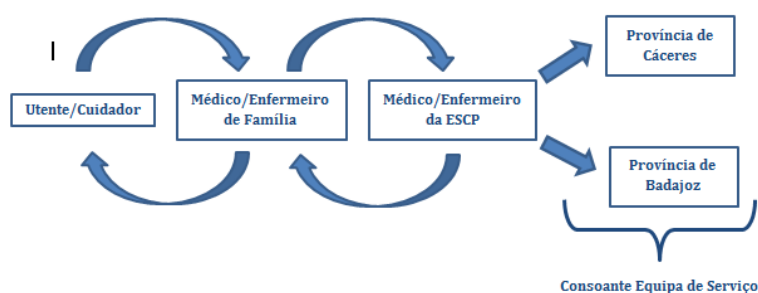 Utente/Cuidador
Médico/Enfermeiro
de Família
Médico/Enfermeiro
da ESCP
Província de
Cáceres
Província de
Badajoz
Consoante Equipa de Serviço